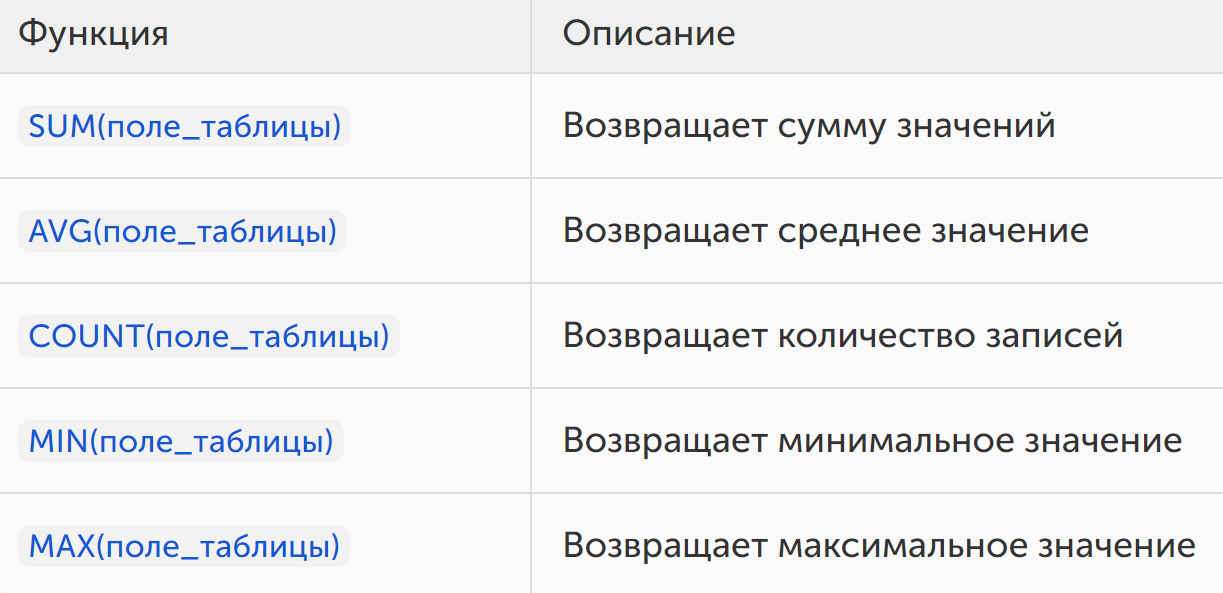 Функция Описание
SUM(поле_таблицы) Возвращает сумму значений
AVG(поле_таблицы) Возвращает среднее значение
COUNT(поле_таблицы) Возвращает количество записей
MIN(поле_таблицы) Возвращает минимальное значение
MAX(поле_таблицы) Возвращает максимальное значение